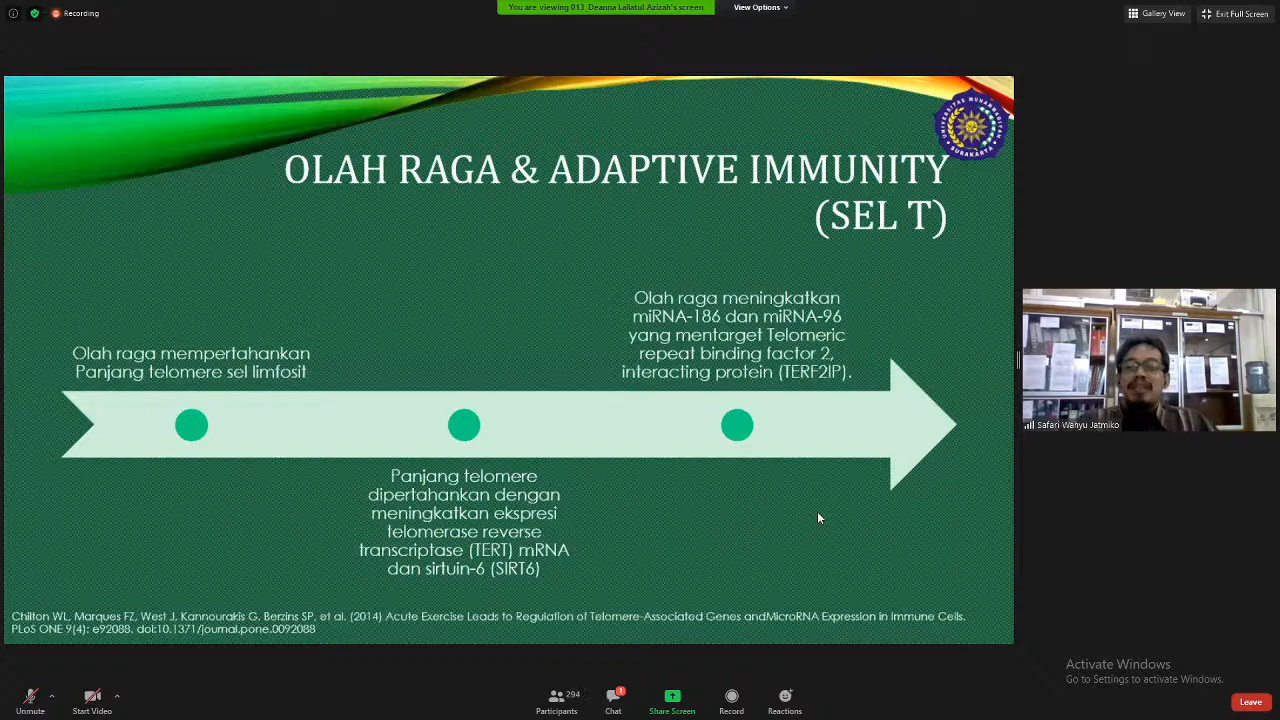 Recording
You are viewing 013_Deanna Lailatul Azizah's screen
View Options
Gallery View
Exit Full Screen
UNIVERSITAS MUHAMMADIYAH
SURAKARTA
OLAH RAGA & ADAPTIVE IMMUNITY
(SEL T)
Olah raga mempertahankan
Panjang telomere sel limfosit
Panjang telomere
dipertahankan dengan
meningkatkan ekspresi
telomerase reverse
transcriptase (TERT) mRNA
dan sirtuin-6 (SIRT6)
Olah raga meningkatkan
miRNA-186 dan miRNA-96
yang mentarget Telomeric
repeat binding factor 2,
interacting protein (TERF2IP).
Chilton WL, Marques FZ, West J, Kannourakis G, Berzins SP, et al. (2014) Acute Exercise Leads to Regulation of Telomere-Associated Genes andMicroRNA Expression in Immune Cells.
PLoS ONE 9(4): e92088. doi:10.1371/journal.pone.0092088
Safari Wahyu Jatmiko
Activate Windows
Go to Settings to activate Windows.
Unmute
Start Video
294
Participants
1
Chat
Share Screen
Record
Reactions
Leave